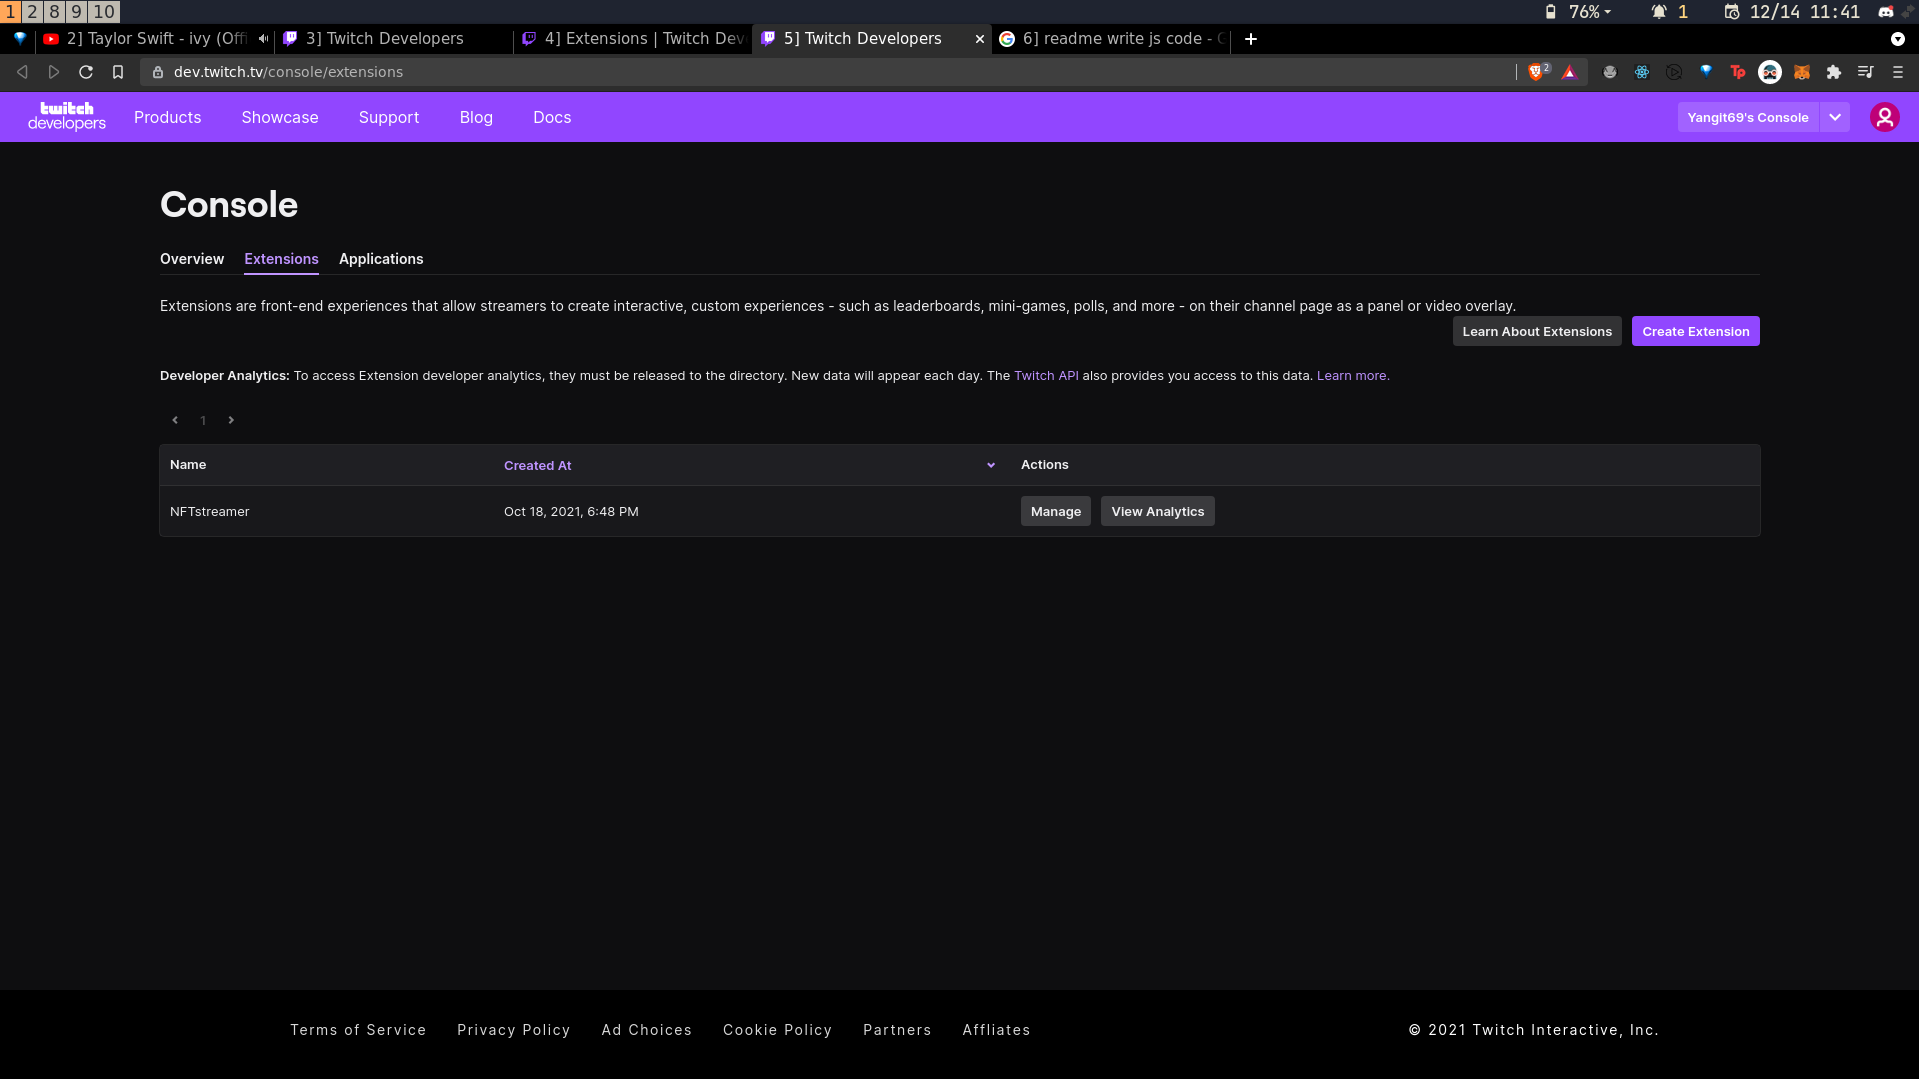 1 2 8 9 10 76% 1 12/14 11:41
2] Taylor Swift - ivy (Offi 3] Twitch Developers 4] Extensions | Twitch Dev 5] Twitch Developers 6] readme write js code -
dev.twitch.tv/console/extensions 2 Tp
twitch developers Products Showcase Support Blog Docs Yangit69's Console
Console
Overview Extensions Applications
Extensions are front-end experiences that allow streamers to create interactive, custom experiences - such as leaderboards, mini-games, polls, and more - on their channel page as a panel or video overlay.
Learn About Extensions Create Extension
Developer Analytics: To access Extension developer analytics, they must be released to the directory. New data will appear each day. The Twitch API also provides you access to this data. Learn more.
1
Name Created At Actions
NFTstreamer Oct 18, 2021, 6:48 PM Manage View Analytics
Terms of Service Privacy Policy Ad Choices Cookie Policy Partners Affliates © 2021 Twitch Interactive, Inc.